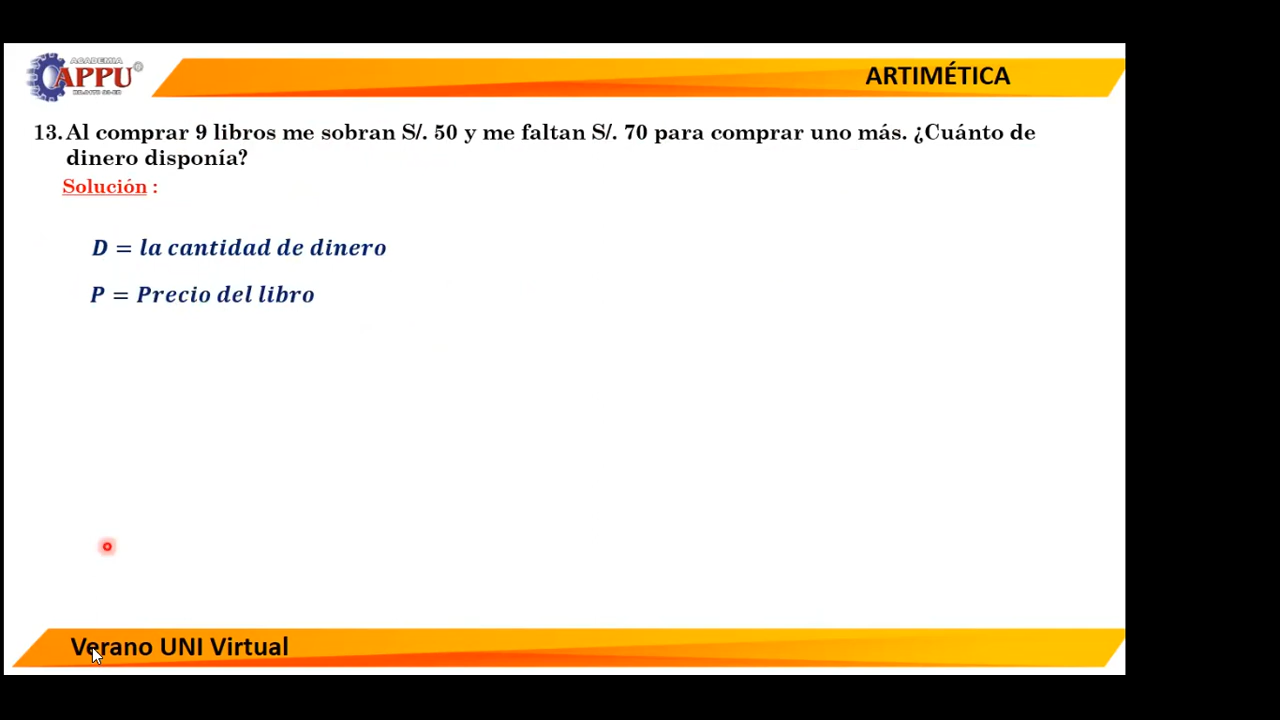 ACADEMIA
CAPPU
ARTIMÉTICA
13. Al comprar 9 libros me sobran S/. 50 y me faltan S/. 70 para comprar uno más. ¿Cuánto de
dinero disponía?
Solución :
D = la cantidad de dinero
P = Precio del libro
Verano UNI Virtual